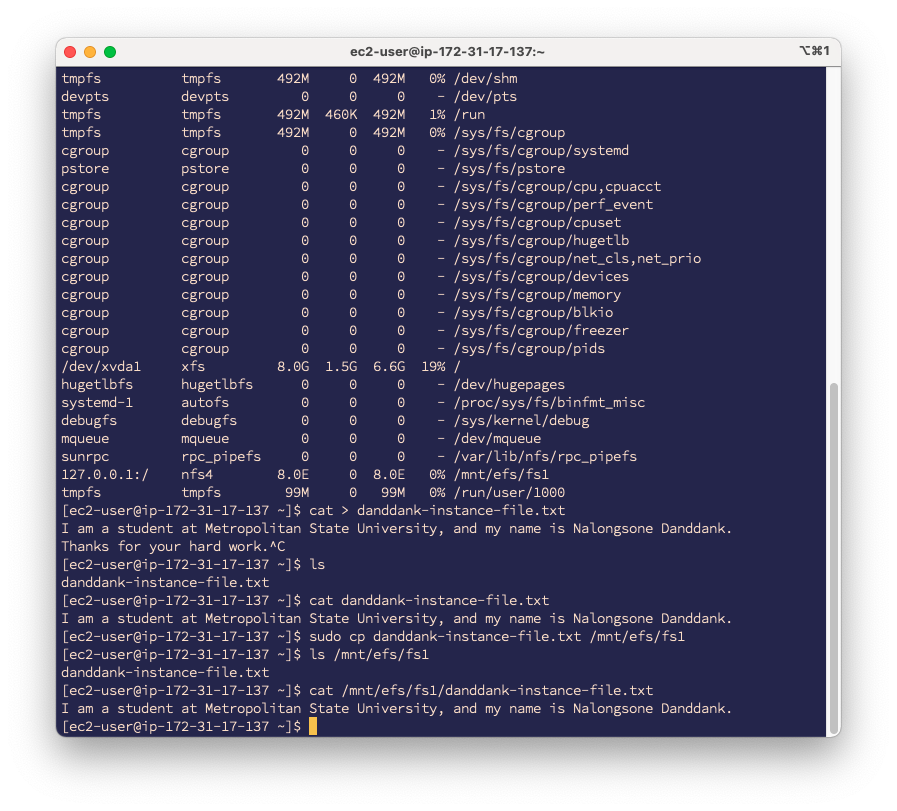 ec2-user@ip-172-31-17-137:~ ⌥⌘1
tmpfs tmpfs 492M 0 492M 0% /dev/shm
devpts devpts 0 0 0 - /dev/pts
tmpfs tmpfs 492M 460K 492M 1% /run
tmpfs tmpfs 492M 0 492M 0% /sys/fs/cgroup
cgroup cgroup 0 0 0 - /sys/fs/cgroup/systemd
pstore pstore 0 0 0 - /sys/fs/pstore
cgroup cgroup 0 0 0 - /sys/fs/cgroup/cpu,cpuacct
cgroup cgroup 0 0 0 - /sys/fs/cgroup/perf_event
cgroup cgroup 0 0 0 - /sys/fs/cgroup/cpuset
cgroup cgroup 0 0 0 - /sys/fs/cgroup/hugetlb
cgroup cgroup 0 0 0 - /sys/fs/cgroup/net_cls,net_prio
cgroup cgroup 0 0 0 - /sys/fs/cgroup/devices
cgroup cgroup 0 0 0 - /sys/fs/cgroup/memory
cgroup cgroup 0 0 0 - /sys/fs/cgroup/blkio
cgroup cgroup 0 0 0 - /sys/fs/cgroup/freezer
cgroup cgroup 0 0 0 - /sys/fs/cgroup/pids
/dev/xvda1 xfs 8.0G 1.5G 6.6G 19% /
hugetlbfs hugetlbfs 0 0 0 - /dev/hugepages
systemd-1 autofs 0 0 0 - /proc/sys/fs/binfmt_misc
debugfs debugfs 0 0 0 - /sys/kernel/debug
mqueue mqueue 0 0 0 - /dev/mqueue
sunrpc rpc_pipefs 0 0 0 - /var/lib/nfs/rpc_pipefs
127.0.0.1:/ nfs4 8.0E 0 8.0E 0% /mnt/efs/fs1
tmpfs tmpfs 99M 0 99M 0% /run/user/1000
[ec2-user@ip-172-31-17-137 ~]$ cat > danddank-instance-file.txt
I am a student at Metropolitan State University, and my name is Nalongsone Danddank.
Thanks for your hard work.^C
[ec2-user@ip-172-31-17-137 ~]$ ls
danddank-instance-file.txt
[ec2-user@ip-172-31-17-137 ~]$ cat danddank-instance-file.txt
I am a student at Metropolitan State University, and my name is Nalongsone Danddank.
[ec2-user@ip-172-31-17-137 ~]$ sudo cp danddank-instance-file.txt /mnt/efs/fs1
[ec2-user@ip-172-31-17-137 ~]$ ls /mnt/efs/fs1
danddank-instance-file.txt
[ec2-user@ip-172-31-17-137 ~]$ cat /mnt/efs/fs1/danddank-instance-file.txt
I am a student at Metropolitan State University, and my name is Nalongsone Danddank.
[ec2-user@ip-172-31-17-137 ~]$